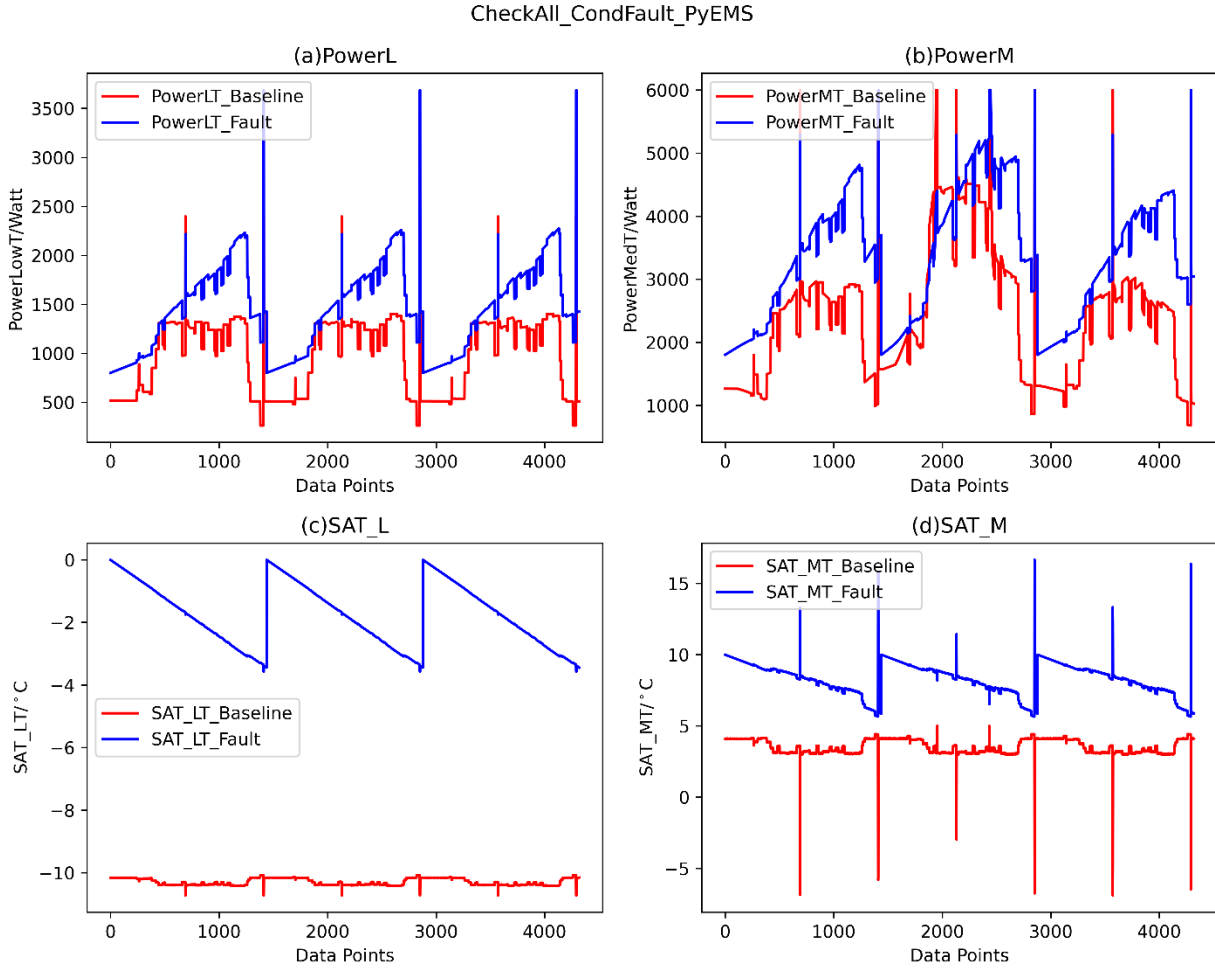 CheckAll_CondFault_PyEMS
(a)PowerL
PowerLowT/Watt
3500
3000
2500
2000
1500
1000
500
PowerLT_Baseline
PowerLT_Fault
0 1000 2000 3000 4000
Data Points
(b)PowerM
PowerMedT/Watt
6000
5000
4000
3000
2000
1000
PowerMT_Baseline
PowerMT_Fault
0 1000 2000 3000 4000
Data Points
(c)SAT_L
SAT_LT/°C
0
−2
−4
−6
−8
−10
SAT_LT_Baseline
SAT_LT_Fault
0 1000 2000 3000 4000
Data Points
(d)SAT_M
SAT_MT/°C
15
10
5
0
−5
SAT_MT_Baseline
SAT_MT_Fault
0 1000 2000 3000 4000
Data Points